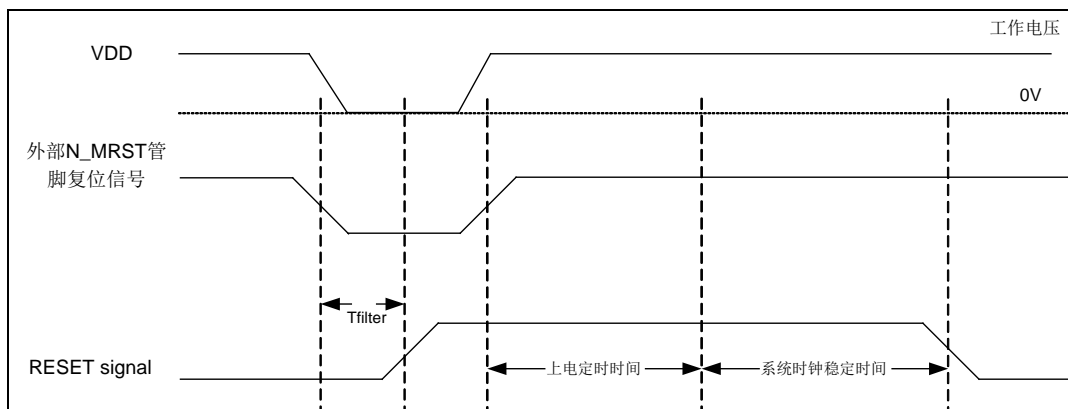 工作电压
VDD
0V
外部N_MRST管
脚复位信号
Tfilter
RESET signal
上电定时时间
系统时钟稳定时间